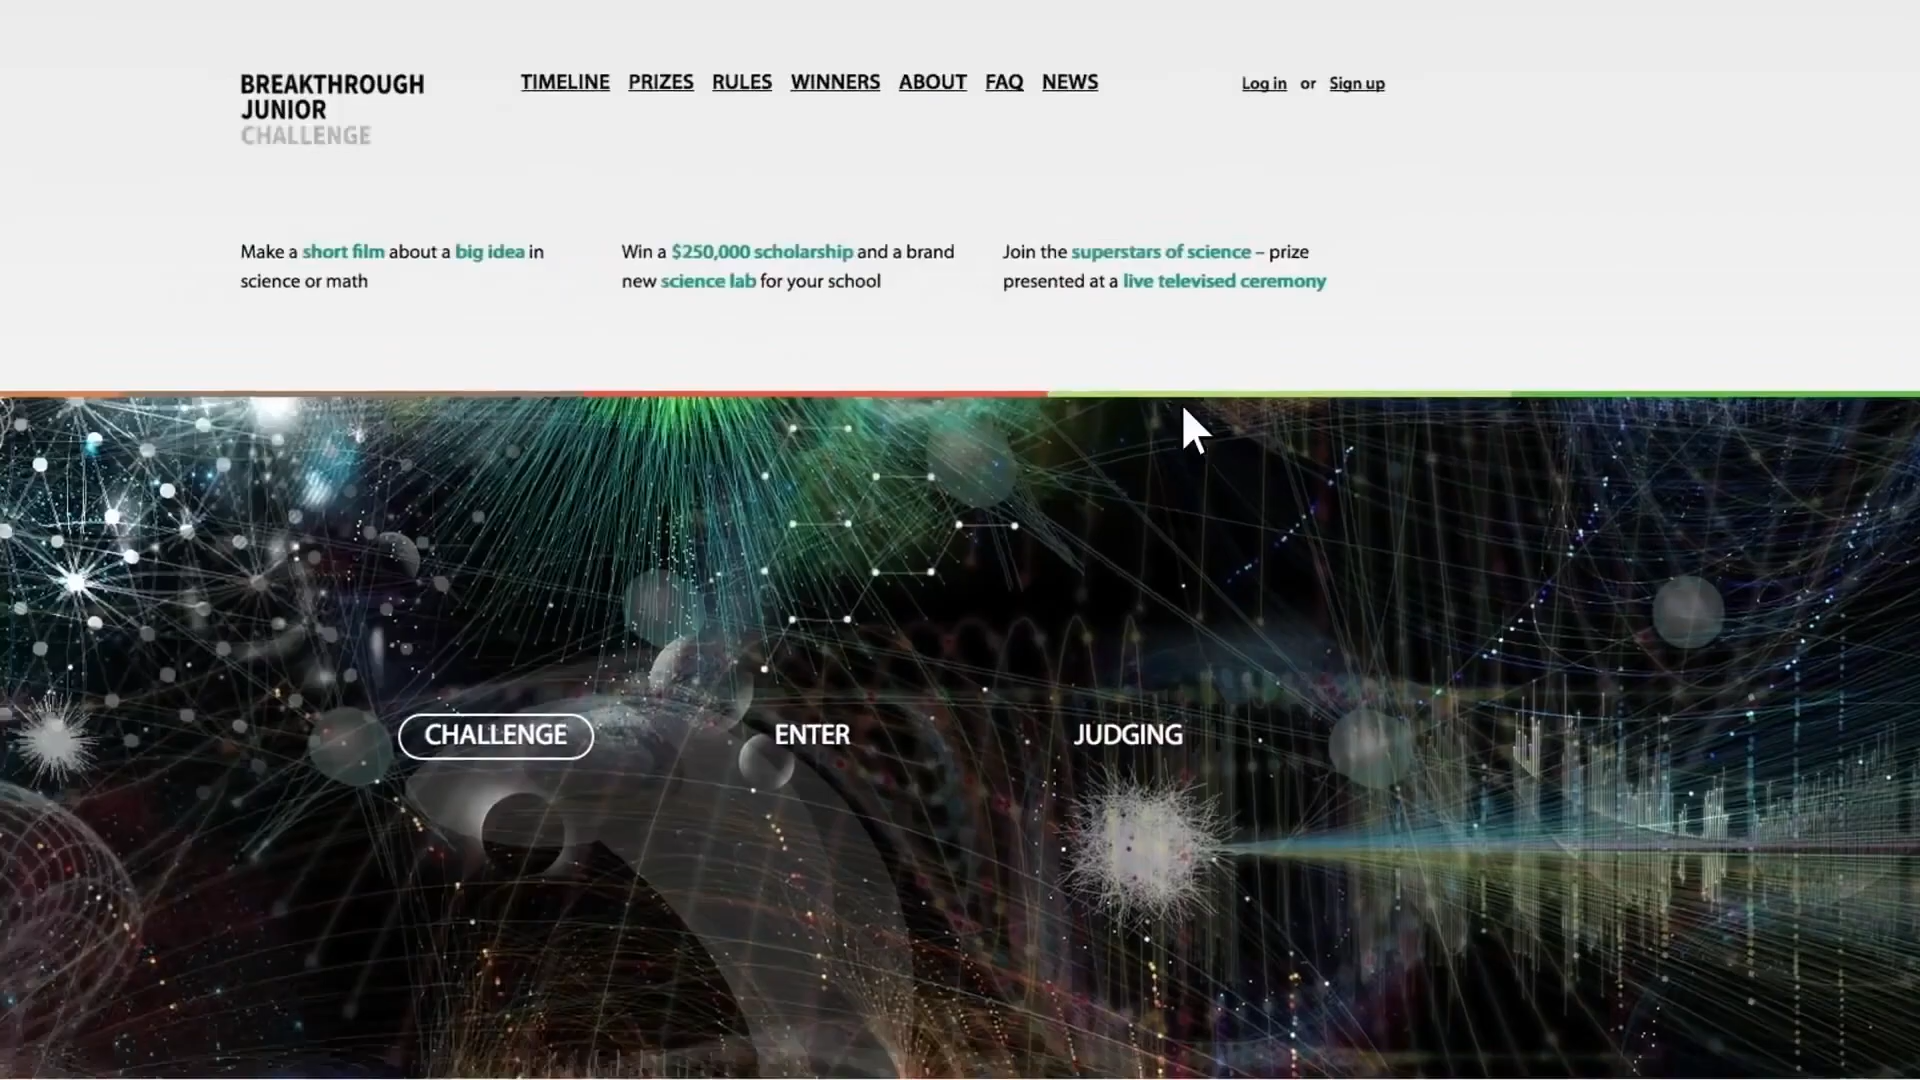 BREAKTHROUGH
JUNIOR
CHALLENGE
TIMELINE PRIZES RULES WINNERS ABOUT FAQ NEWS
Log in or Sign up
Make a short film about a big idea in
science or math
Win a $250,000 scholarship and a brand
new science lab for your school
Join the superstars of science – prize
presented at a live televised ceremony
CHALLENGE
ENTER
JUDGING